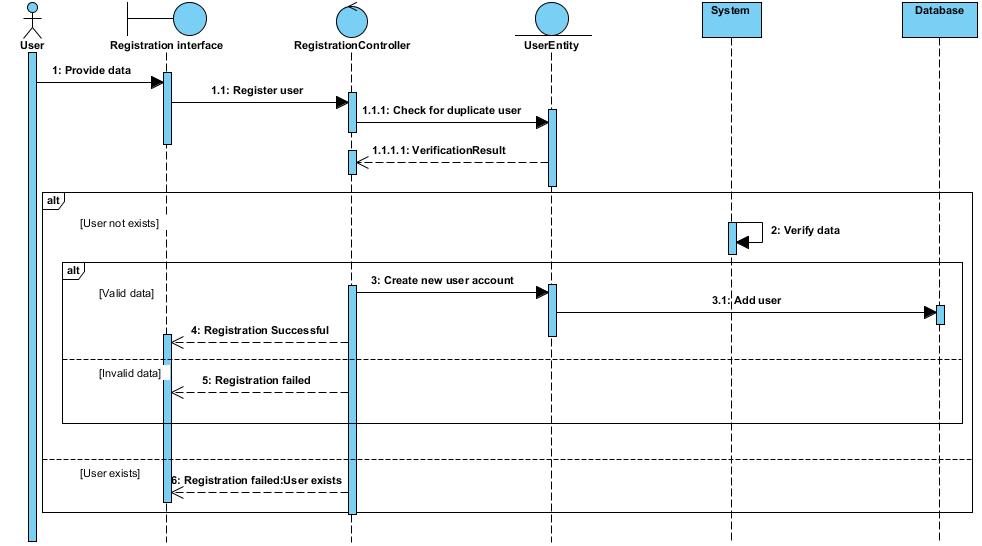 System
Database
User
Registration interface
RegistrationController
UserEntity
1: Provide data
1.1: Register user
1.1.1: Check for duplicate user
1.1.1.1: VerificationResult
alt
[User not exists]
2: Verify data
alt
[Valid data]
3: Create new user account
3.1: Add user
4: Registration Successful
[Invalid data]
5: Registration failed
[User exists]
6: Registration failed:User exists